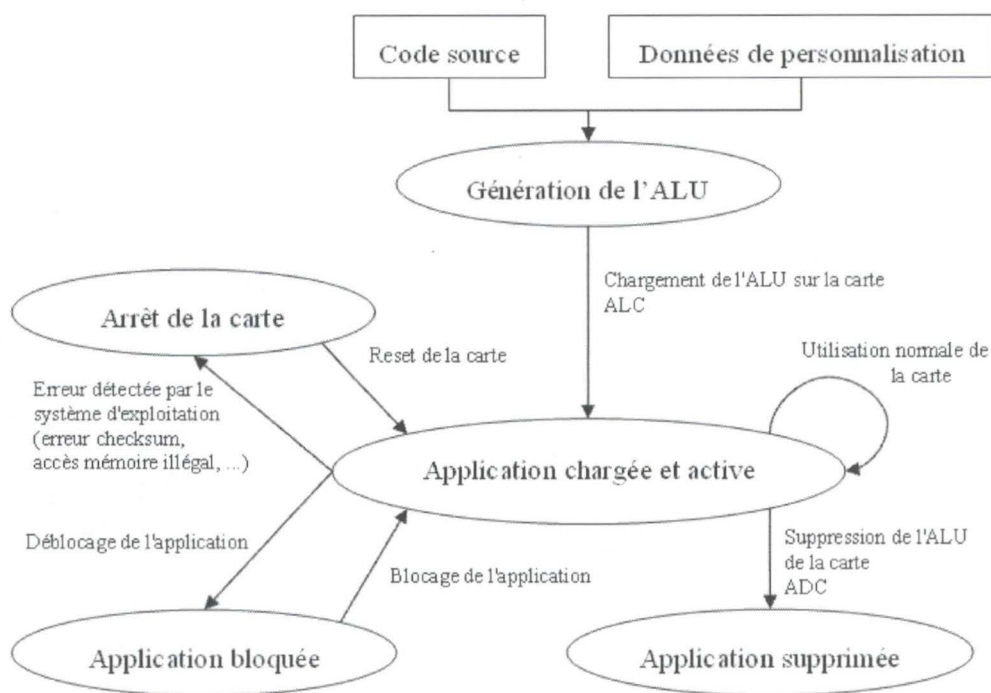 Code source
Données de personnalisation
Génération de l'ALU
Chargement de l'ALU sur la carte
ALC
Arrêt de la carte
Reset de la carte
Utilisation normale de
la carte
Erreur détectée par le
système d'exploitation
(erreur checksum,
accès mémoire illégal, ...)
Application chargée et active
Déblocage de l'application
Blocage de l'application
Suppression de l'ALU
de la carte
ADC
Application bloquée
Application supprimée